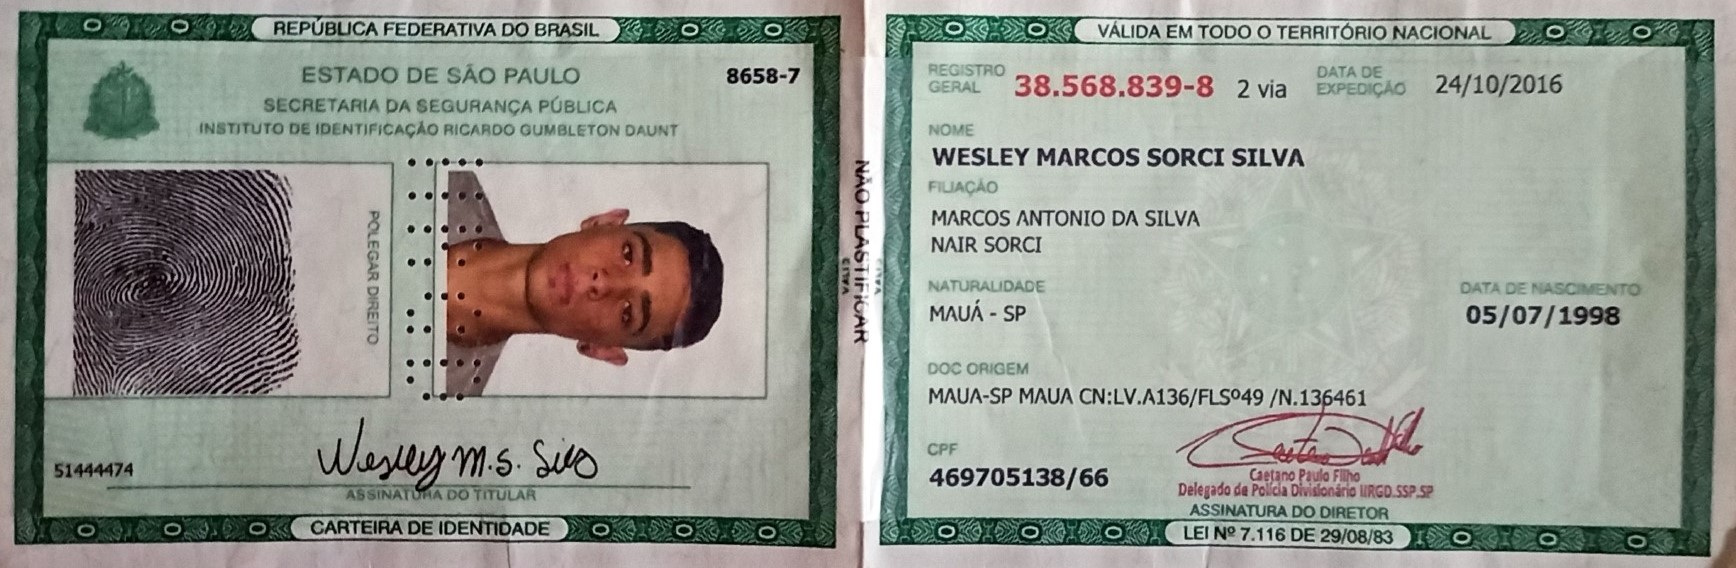 REPÚBLICA FEDERATIVA DO BRASIL
ESTADO DE SÃO PAULO
8658-7
SECRETARIA DA SEGURANÇA PÚBLICA
INSTITUTO DE IDENTIFICAÇÃO RICARDO GUMBLETON DAUNT
POLEGAR DIREITO
Wesley M.S. Silva
51444474
ASSINATURA DO TITULAR
CARTEIRA DE IDENTIDADE
NÃO PLASTIFICAR
VÁLIDA EM TODO O TERRITÓRIO NACIONAL
REGISTRO GERAL 38.568.839-8 2 via DATA DE EXPEDIÇÃO 24/10/2016
NOME
WESLEY MARCOS SORCI SILVA
FILIAÇÃO
MARCOS ANTONIO DA SILVA
NAIR SORCI
NATURALIDADE DATA DE NASCIMENTO
MAUÁ - SP 05/07/1998
DOC ORIGEM
MAUA-SP MAUA CN:LV.A136/FLSº49 /N.136461
CPF
469705138/66
Caetano Paulo Filho
Delegado de Polícia Divisionário IIRGD.SSP.SP
ASSINATURA DO DIRETOR
LEI Nº 7.116 DE 29/08/83